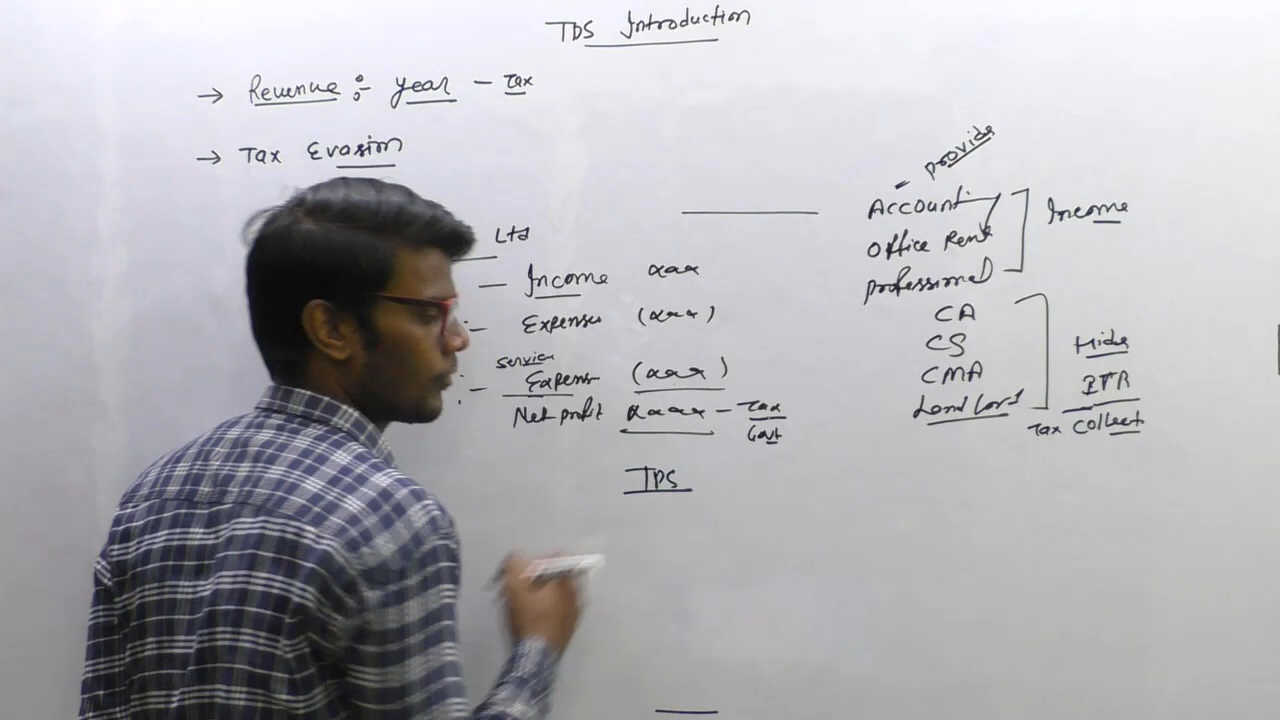 TDS Introduction
→ Revenue :- year - Tax
→ Tax Evasion
Ltd
- Income xxx
:- Expenses (xxx)
Service
:- Expens (xxx)
Net profit xxxx - Tax
Govt
TDS
- provide
Account
Office Rent
professional
Income
CA
CS
CMA
Land lord
Hide
ITR
Tax collect